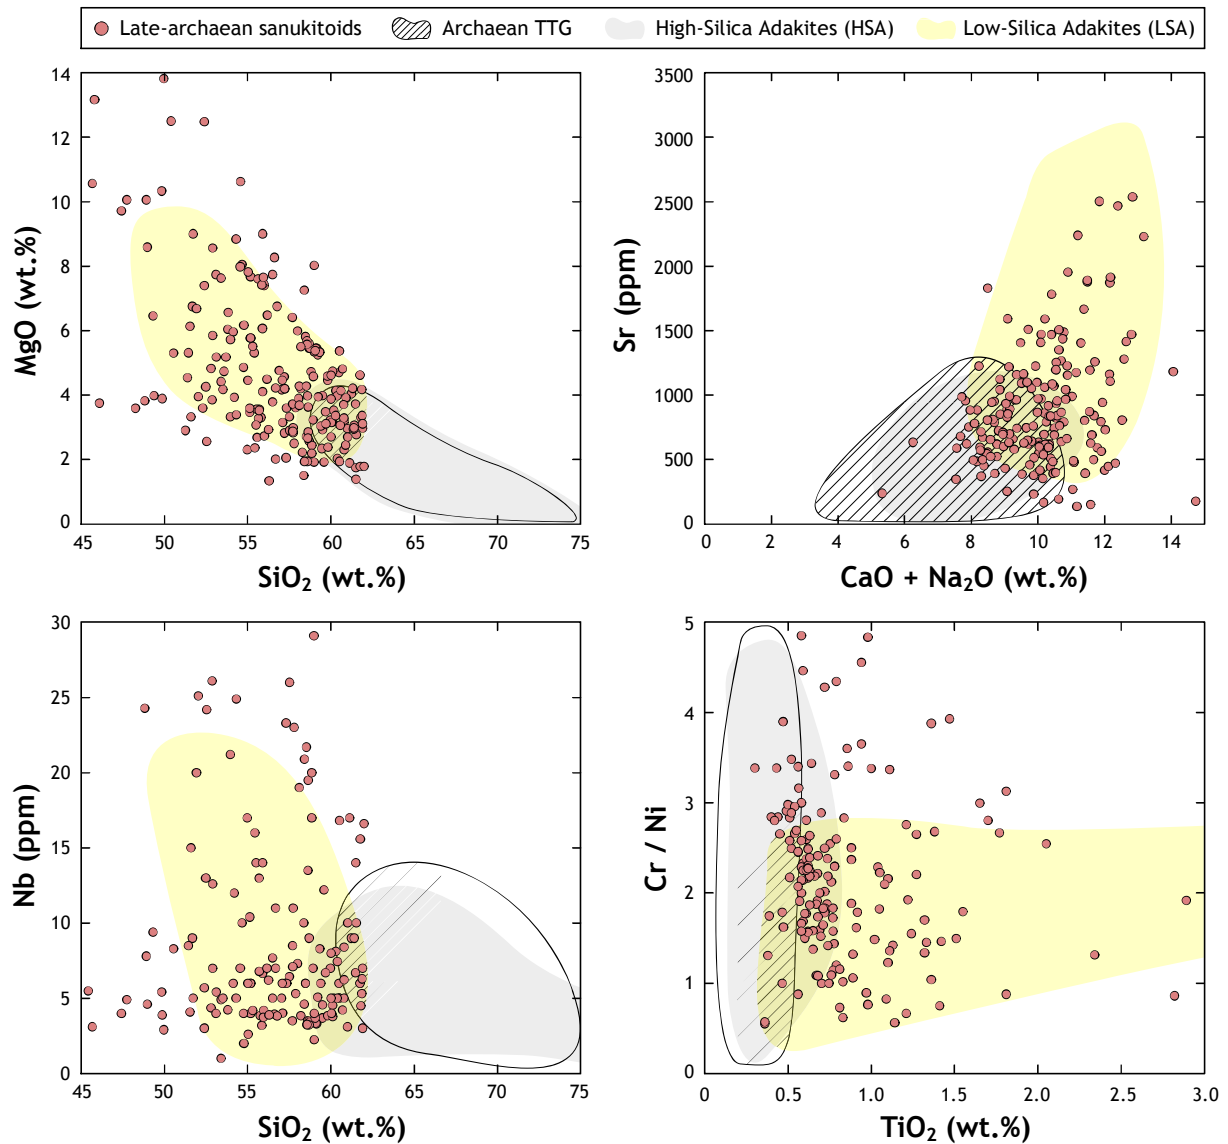 Late-archaean sanukitoids Archaean TTG High-Silica Adakites (HSA) Low-Silica Adakites (LSA)
14
12
10
8
6
4
2
0
MgO (wt.%)
45 50 55 60 65 70 75
SiO₂ (wt.%)
3500
3000
2500
2000
1500
1000
500
0
Sr (ppm)
0 2 4 6 8 10 12 14
CaO + Na₂O (wt.%)
30
25
20
15
10
5
0
Nb (ppm)
45 50 55 60 65 70 75
SiO₂ (wt.%)
5
4
3
2
1
0
Cr / Ni
0 0.5 1.0 1.5 2.0 2.5 3.0
TiO₂ (wt.%)